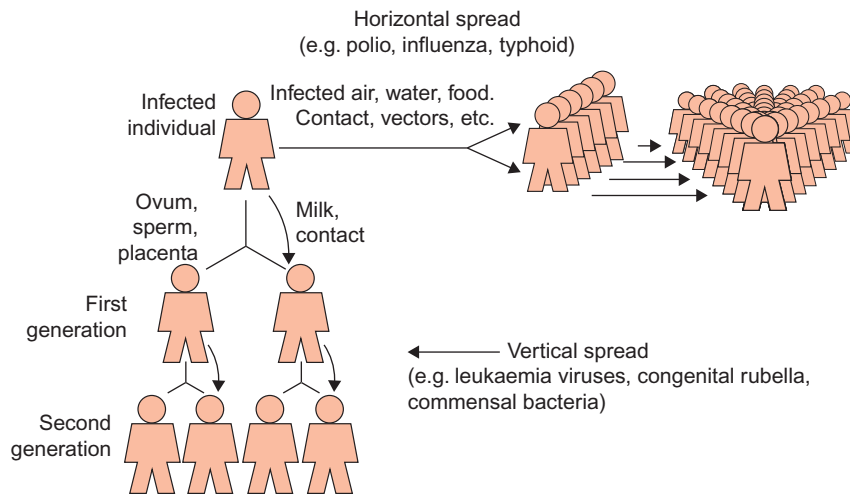 Horizontal spread
(e.g. polio, influenza, typhoid)
Infected
individual
Infected air, water, food.
Contact, vectors, etc.
Ovum,
sperm,
placenta
Milk,
contact
First
generation
Vertical spread
(e.g. leukaemia viruses, congenital rubella,
commensal bacteria)
Second
generation